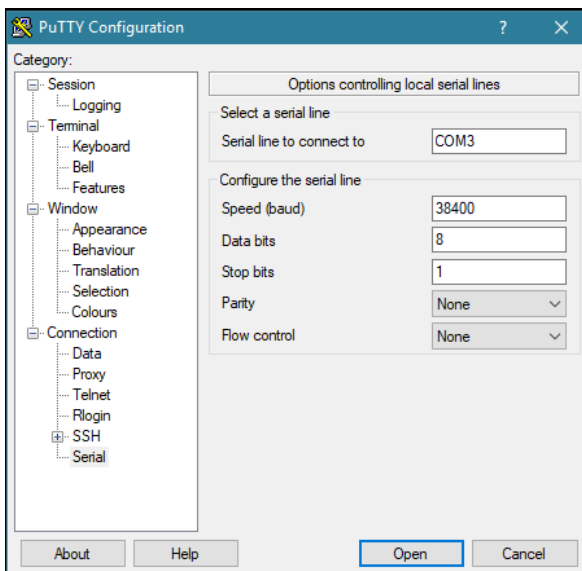 PuTTY Configuration ? ×
Category:
Session
Logging
Terminal
Keyboard
Bell
Features
Window
Appearance
Behaviour
Translation
Selection
Colours
Connection
Data
Proxy
Telnet
Rlogin
SSH
Serial
Options controlling local serial lines
Select a serial line
Serial line to connect to COM3
Configure the serial line
Speed (baud) 38400
Data bits 8
Stop bits 1
Parity None
Flow control None
About Help Open Cancel